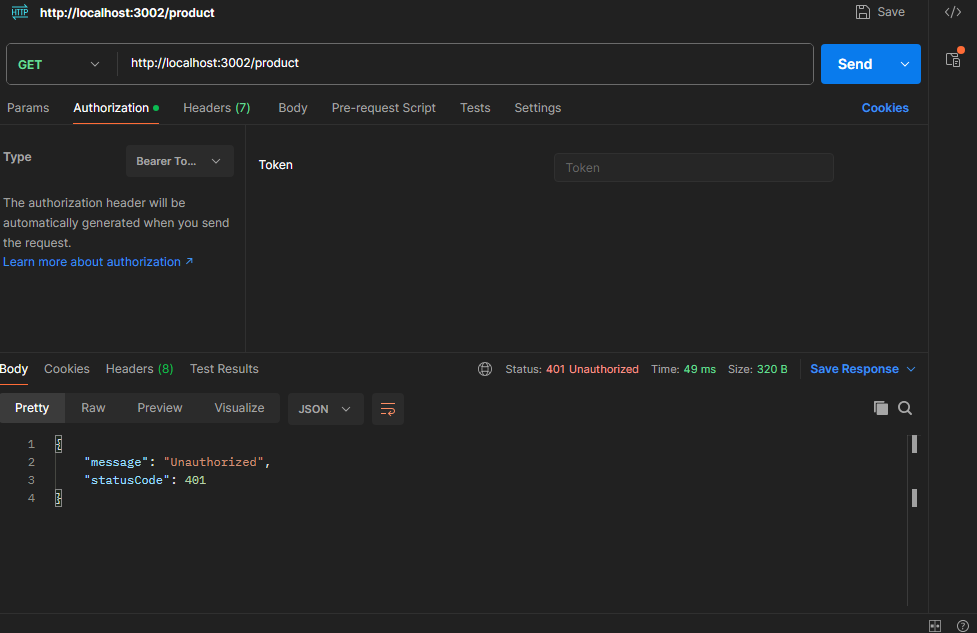 HTTP http://localhost:3002/product Save </>
GET http://localhost:3002/product Send
Params Authorization Headers (7) Body Pre-request Script Tests Settings Cookies
Type Bearer To... Token Token
The authorization header will be
automatically generated when you send
the request.
Learn more about authorization ↗
Body Cookies Headers (8) Test Results Status: 401 Unauthorized Time: 49 ms Size: 320 B Save Response
Pretty Raw Preview Visualize JSON
1 {
2 "message": "Unauthorized",
3 "statusCode": 401
4 }